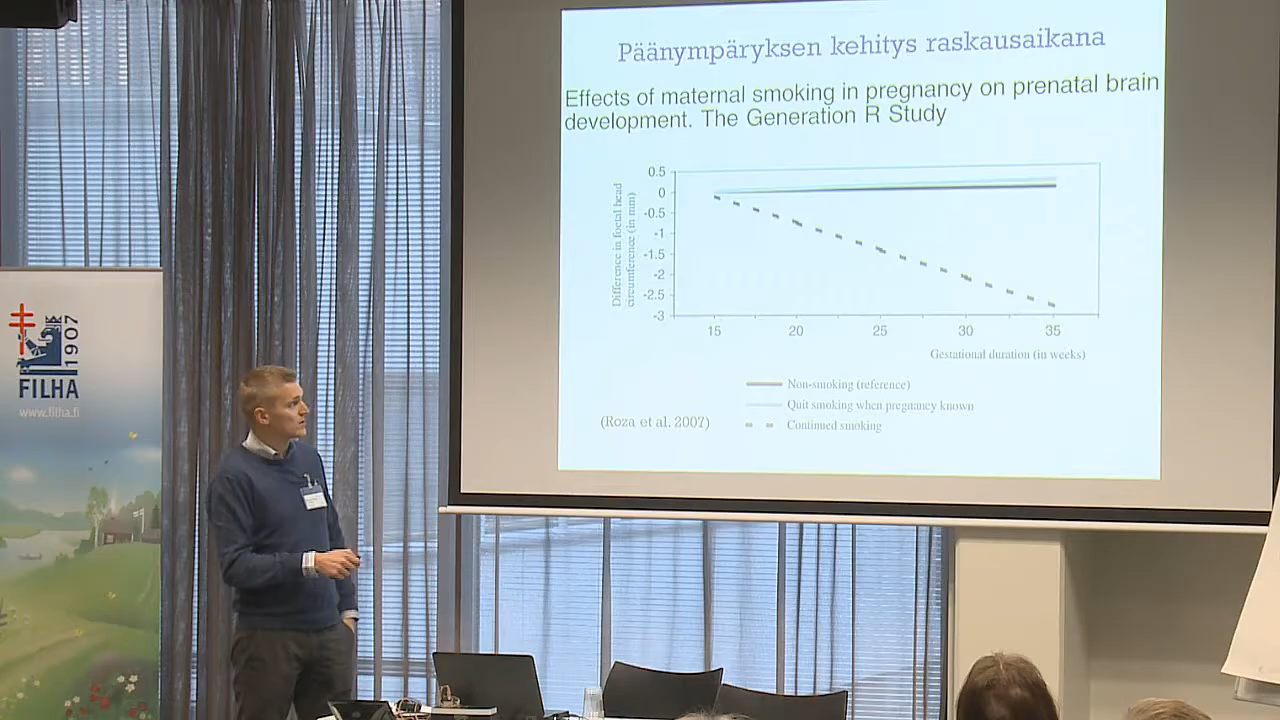 Päänympäryksen kehitys raskausaikana
Effects of maternal smoking in pregnancy on prenatal brain
development. The Generation R Study
Difference in foetal head
circumference (in mm)
0.5
0
-0.5
-1
-1.5
-2
-2.5
-3
15 20 25 30 35
Gestational duration (in weeks)
Non-smoking (reference)
Quit smoking when pregnancy known
Continued smoking
(Roza et al. 2007)
1907
FILHA
www.filha.fi